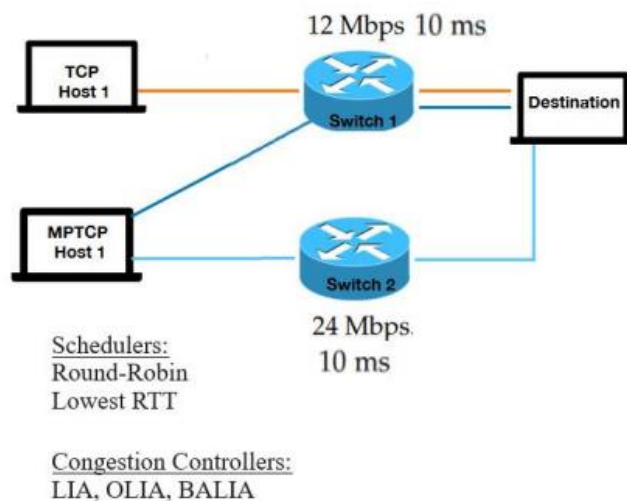 12 Mbps 10 ms
TCP
Host 1
Switch 1
Destination
MPTCP
Host 1
Switch 2
24 Mbps.
10 ms
Schedulers:
Round-Robin
Lowest RTT
Congestion Controllers:
LIA, OLIA, BALIA